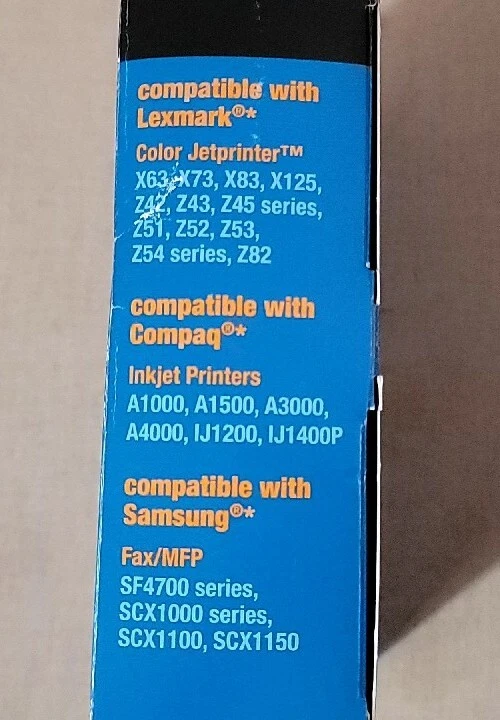 compatible with
Lexmark®*
Color Jetprinter™
X63, X73, X83, X125,
Z42, Z43, Z45 series,
Z51, Z52, Z53,
Z54 series, Z82
compatible with
Compaq®*
Inkjet Printers
A1000, A1500, A3000,
A4000, IJ1200, IJ1400P
compatible with
Samsung®*
Fax/MFP
SF4700 series,
SCX1000 series,
SCX1100, SCX1150